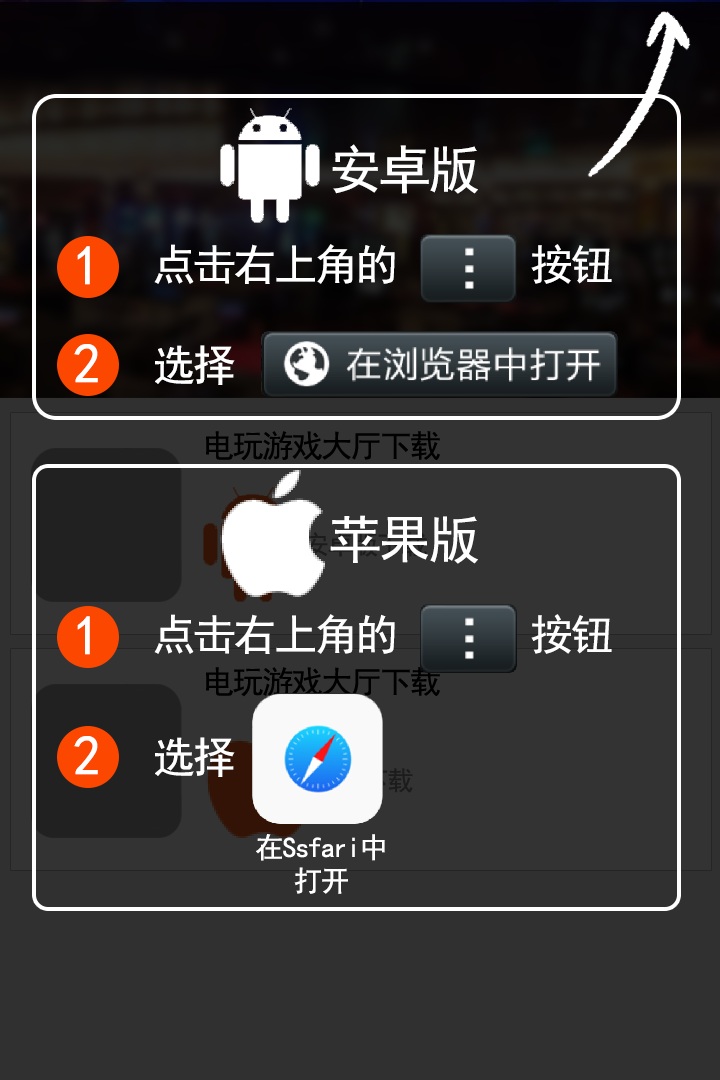 安卓版
1 点击右上角的 按钮
2 选择 在浏览器中打开
电玩游戏大厅下载
苹果版
1 点击右上角的 按钮
电玩游戏大厅下载
2 选择
下载
在Ssfari中
打开